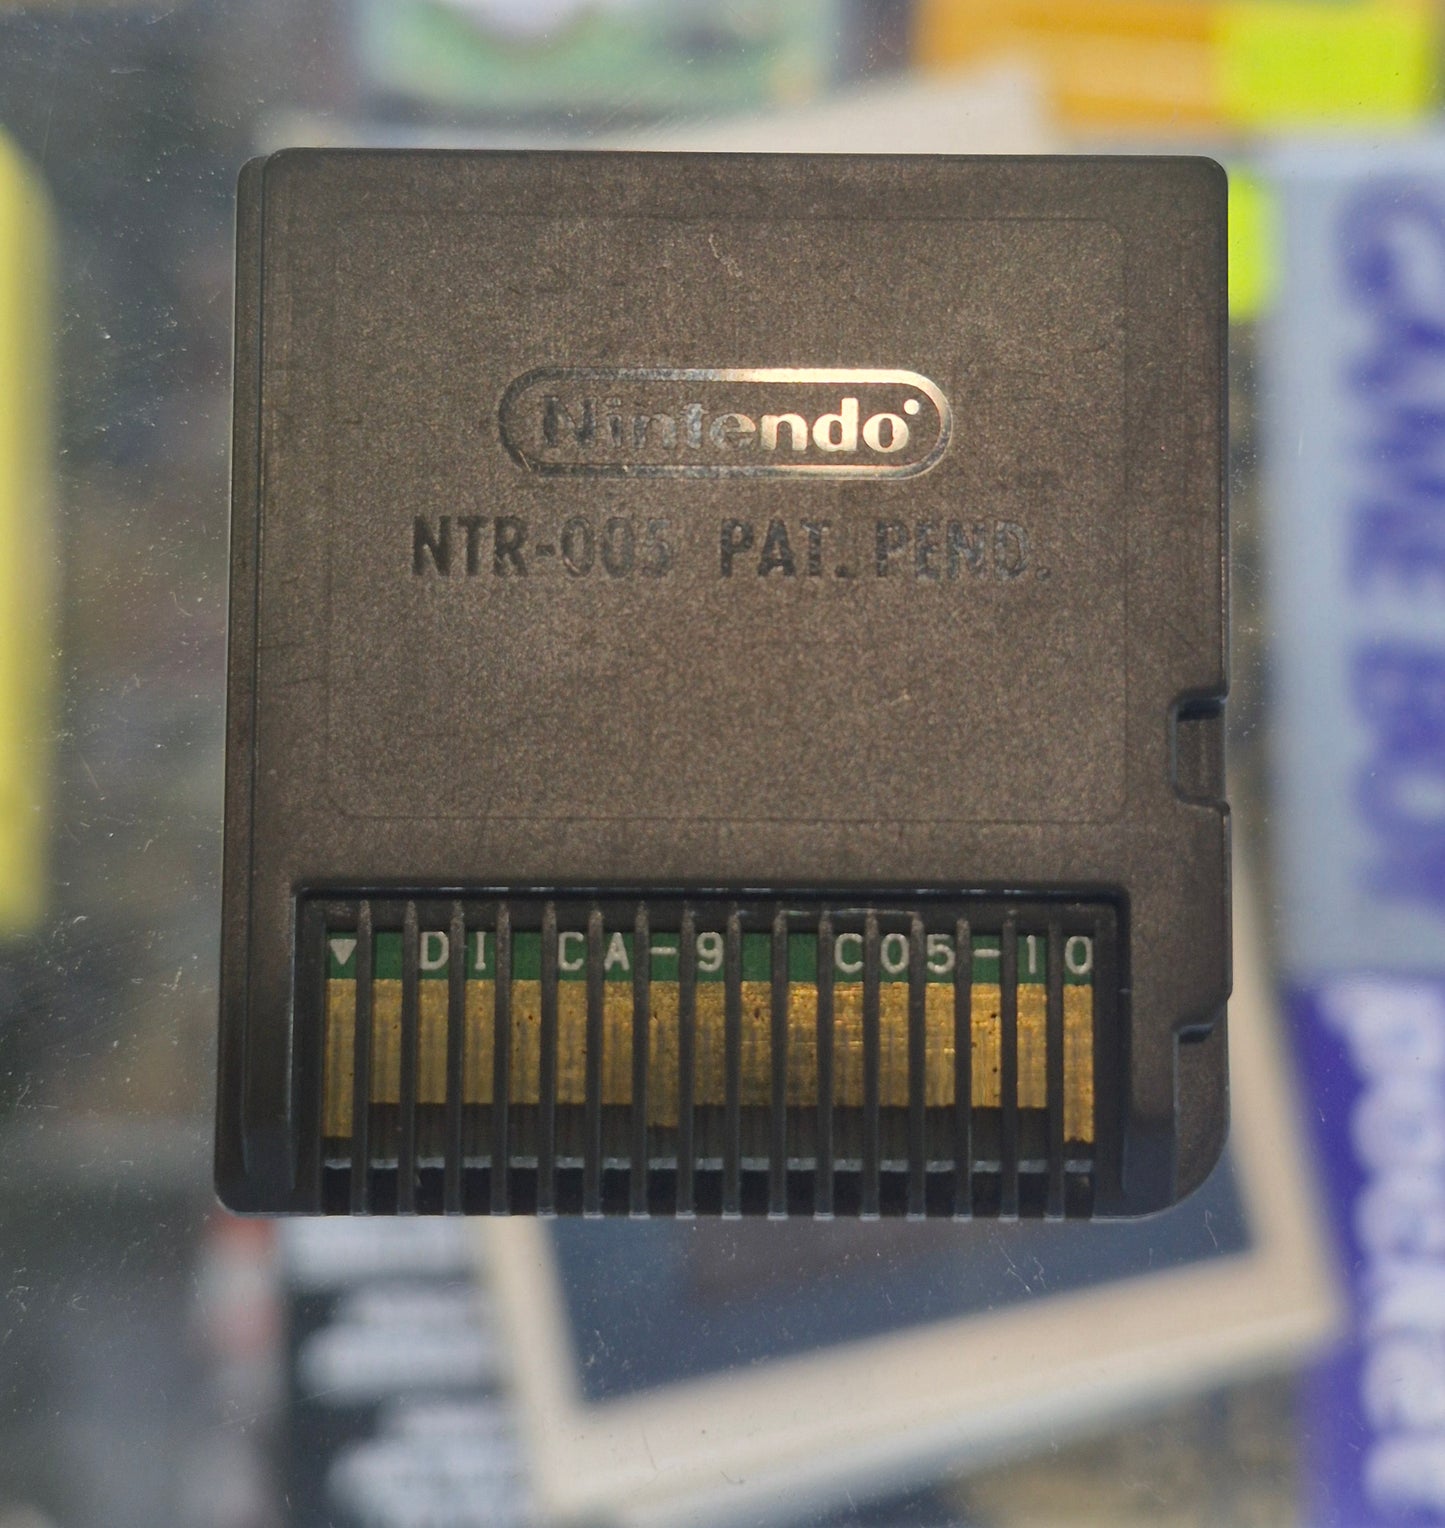 Nintendo
NTR-005 PAT. PEND.
▼ DI CA-9 C05-10